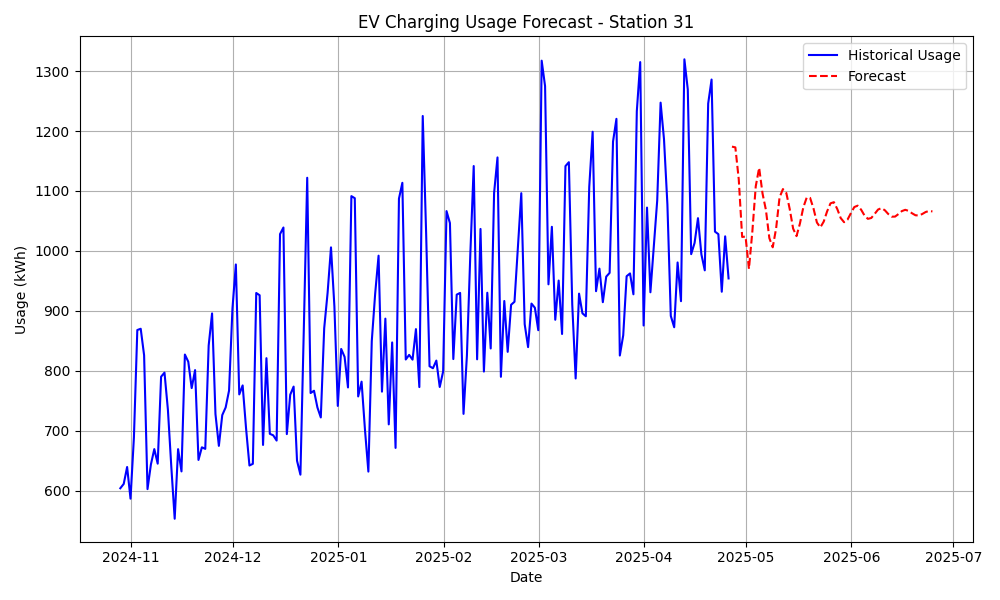 EV Charging Usage Forecast - Station 31
Historical Usage
Forecast
Usage (kWh)
1300
1200
1100
1000
900
800
700
600
2024-11 2024-12 2025-01 2025-02 2025-03 2025-04 2025-05 2025-06 2025-07
Date